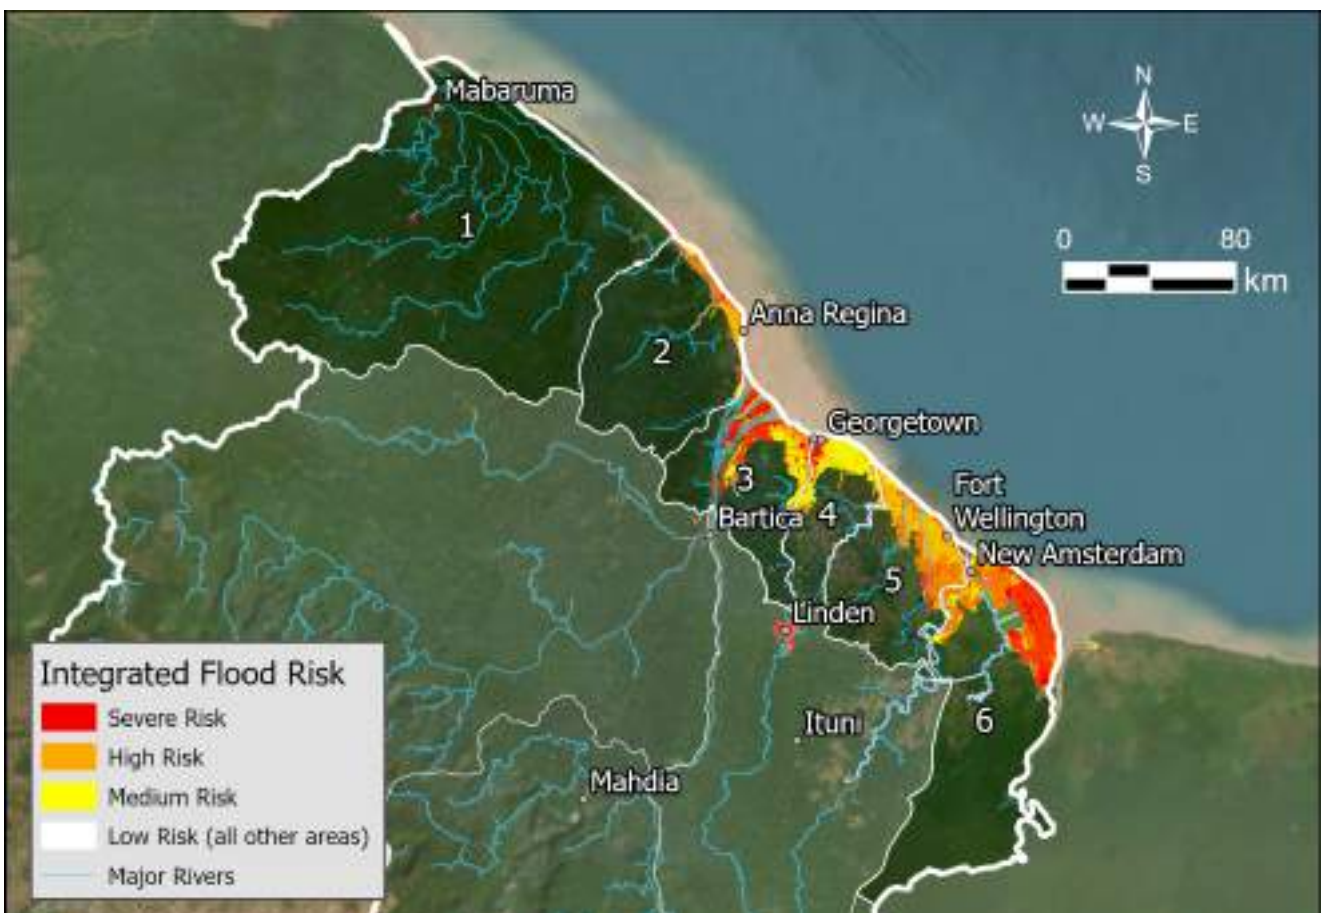 N
Mabaruma
W
E
S
1
0
80
km
Anna Regina
2
Georgetown
3
Fort
Wellington
Bartica
4
New Amsterdam
5
Linden
Integrated Flood Risk
Severe Risk
6
Ituni
High Risk
Mahdia
Medium Risk
Low Risk (all other areas)
Major Rivers